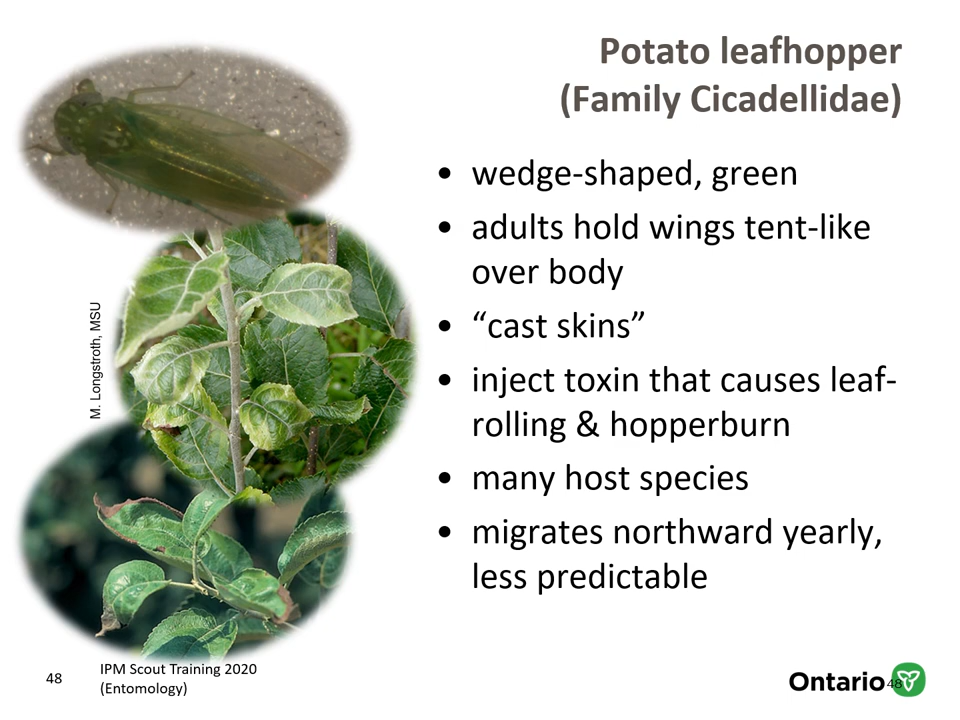 Potato leafhopper
(Family Cicadellidae)
• wedge-shaped, green
• adults hold wings tent-like
over body
• “cast skins”
• inject toxin that causes leaf-
rolling & hopperburn
• many host species
• migrates northward yearly,
less predictable
M. Longstroth, MSU
48
IPM Scout Training 2020
(Entomology)
Ontario
48